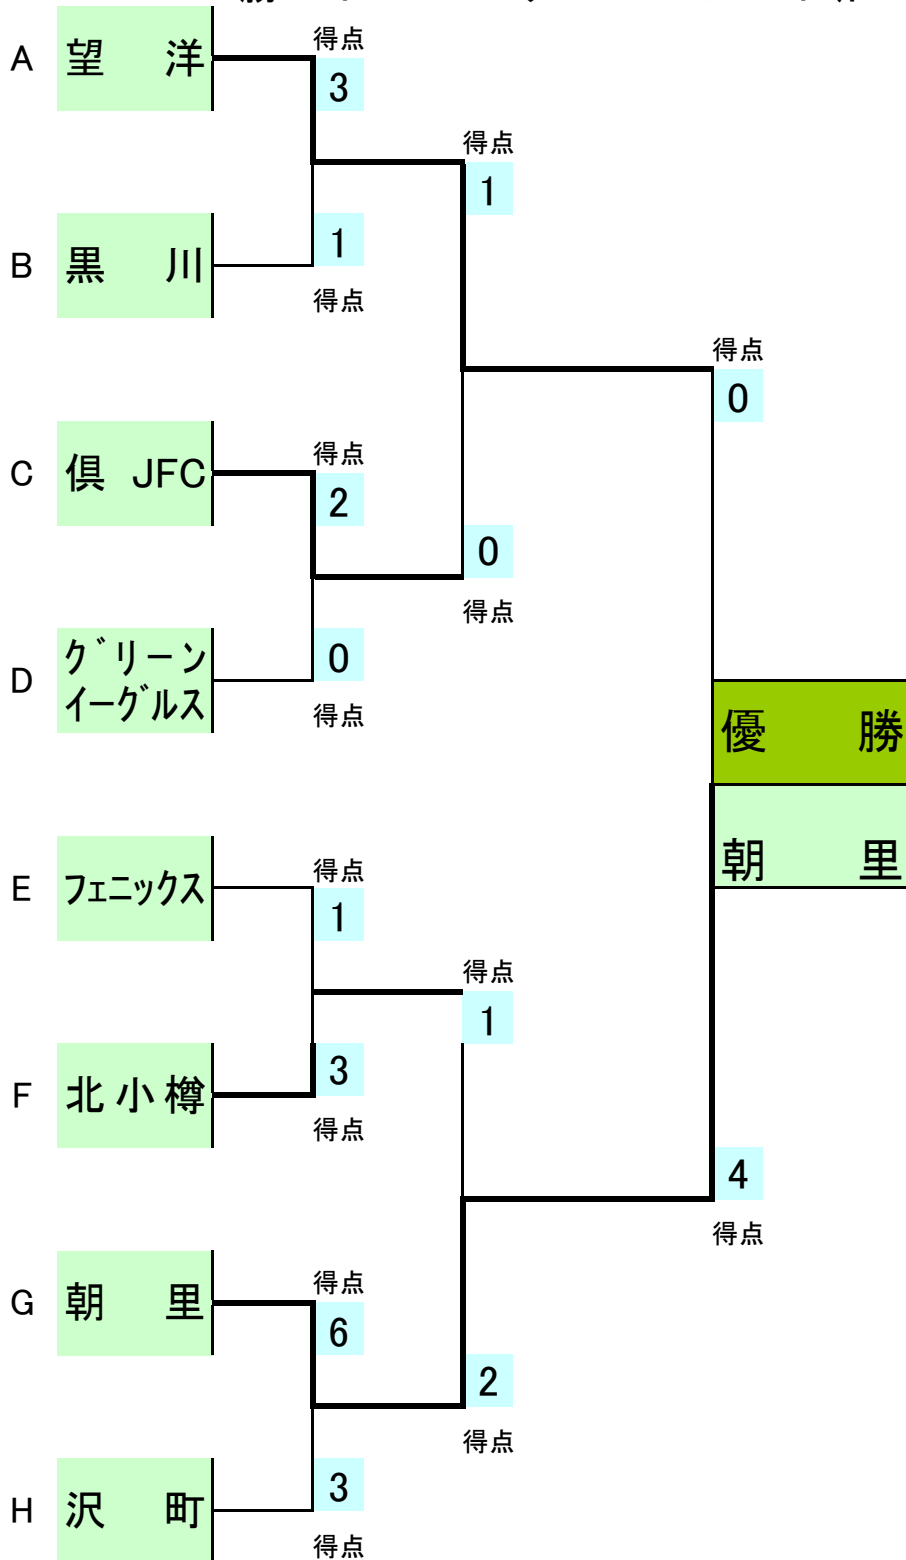 得点
A 望 洋
3
得点
1
1
B 黒 川
得点
得点
0
得点
C 倶 JFC
2
0
得点
グリーン
0
D
イーグルス
得点
優 勝
朝 里
得点
E フェニックス
1
得点
1
3
F 北小樽
得点
4
得点
得点
G 朝 里
6
2
得点
3
H 沢 町
得点